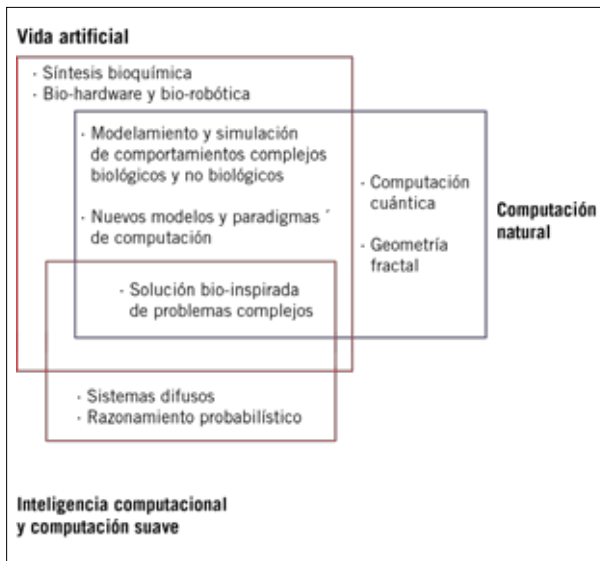 Vida artificial
· Síntesis bioquímica
· Bio-hardware y bio-robótica
· Modelamiento y simulación
de comportamientos complejos
biológicos y no biológicos
· Nuevos modelos y paradigmas ´
de computación
· Computación
cuántica
· Geometría
fractal
Computación
natural
· Solución bio-inspirada
de problemas complejos
· Sistemas difusos
· Razonamiento probabilístico
Inteligencia computacional
y computación suave